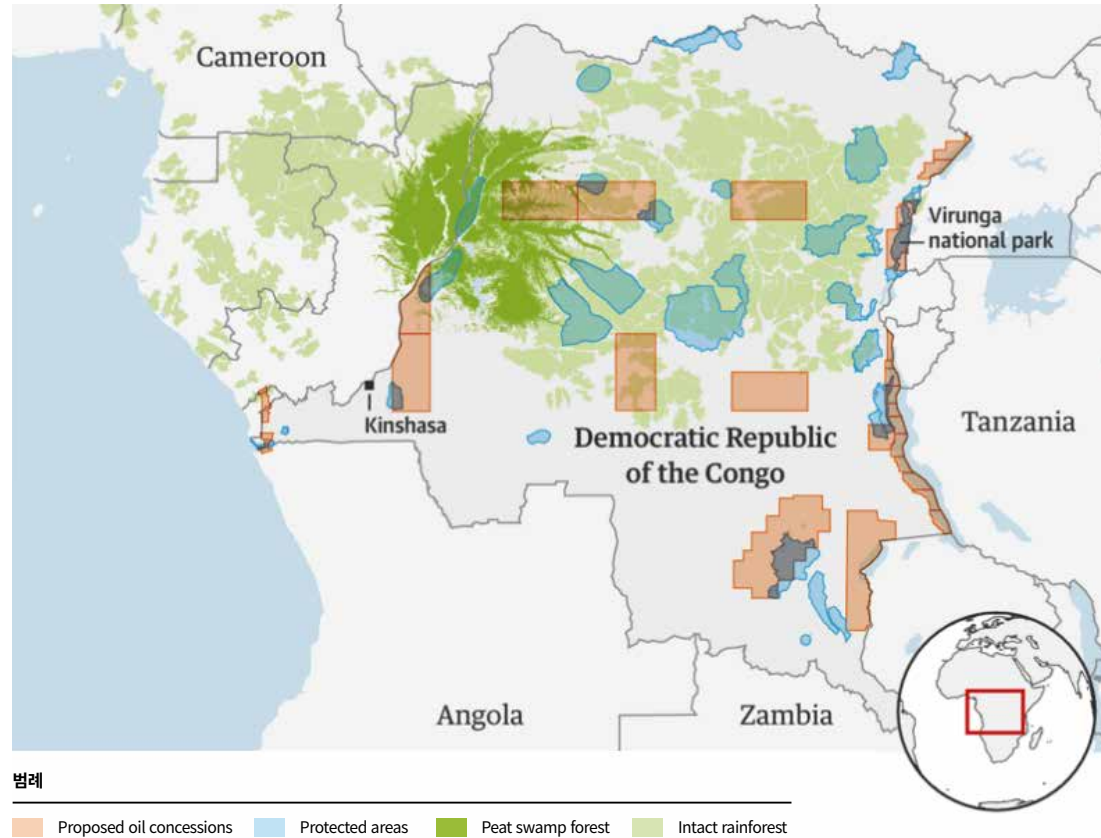 Cameroon
Virunga
national park
Kinshasa
Tanzania
Democratic Republic
of the Congo
Angola
Zambia
범례
Proposed oil concessions
Protected areas
Peat swamp forest
Intact rainforest